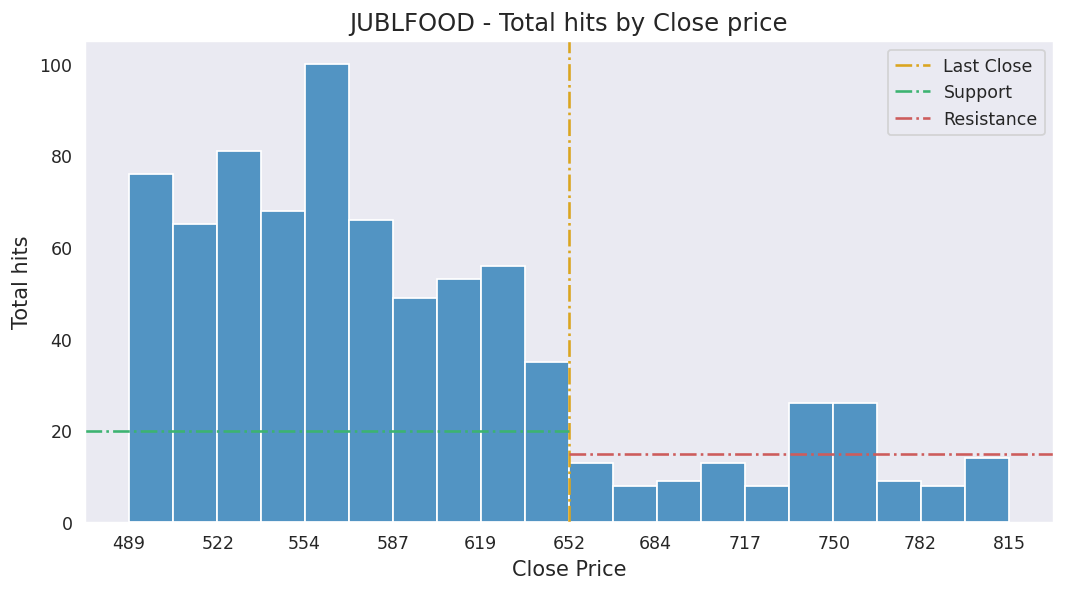 JUBLFOOD - Total hits by Close price
Last Close
Support
Resistance
Total hits
100
80
60
40
20
0
489 522 554 587 619 652 684 717 750 782 815
Close Price